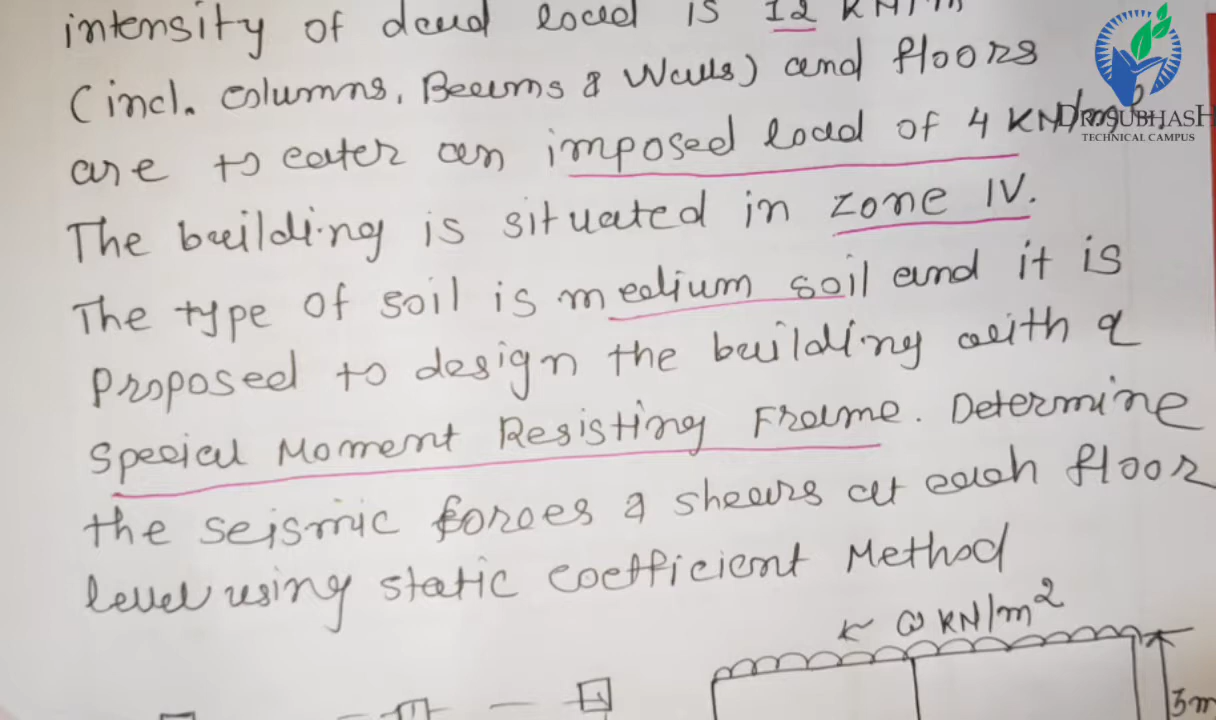 intensity of dead load is 12 KN/m
(incl. columns, Beams & Walls) and floors
are to cater an imposed load of 4 KN/m²
The building is situated in zone IV.
The type of soil is medium soil and it is
proposed to design the building with a
special Moment Resisting Frame. Determine
the seismic forces & shears at each floor
level using static coefficient Method
ω KN/m²
3m
DR. SUBHASH
TECHNICAL CAMPUS